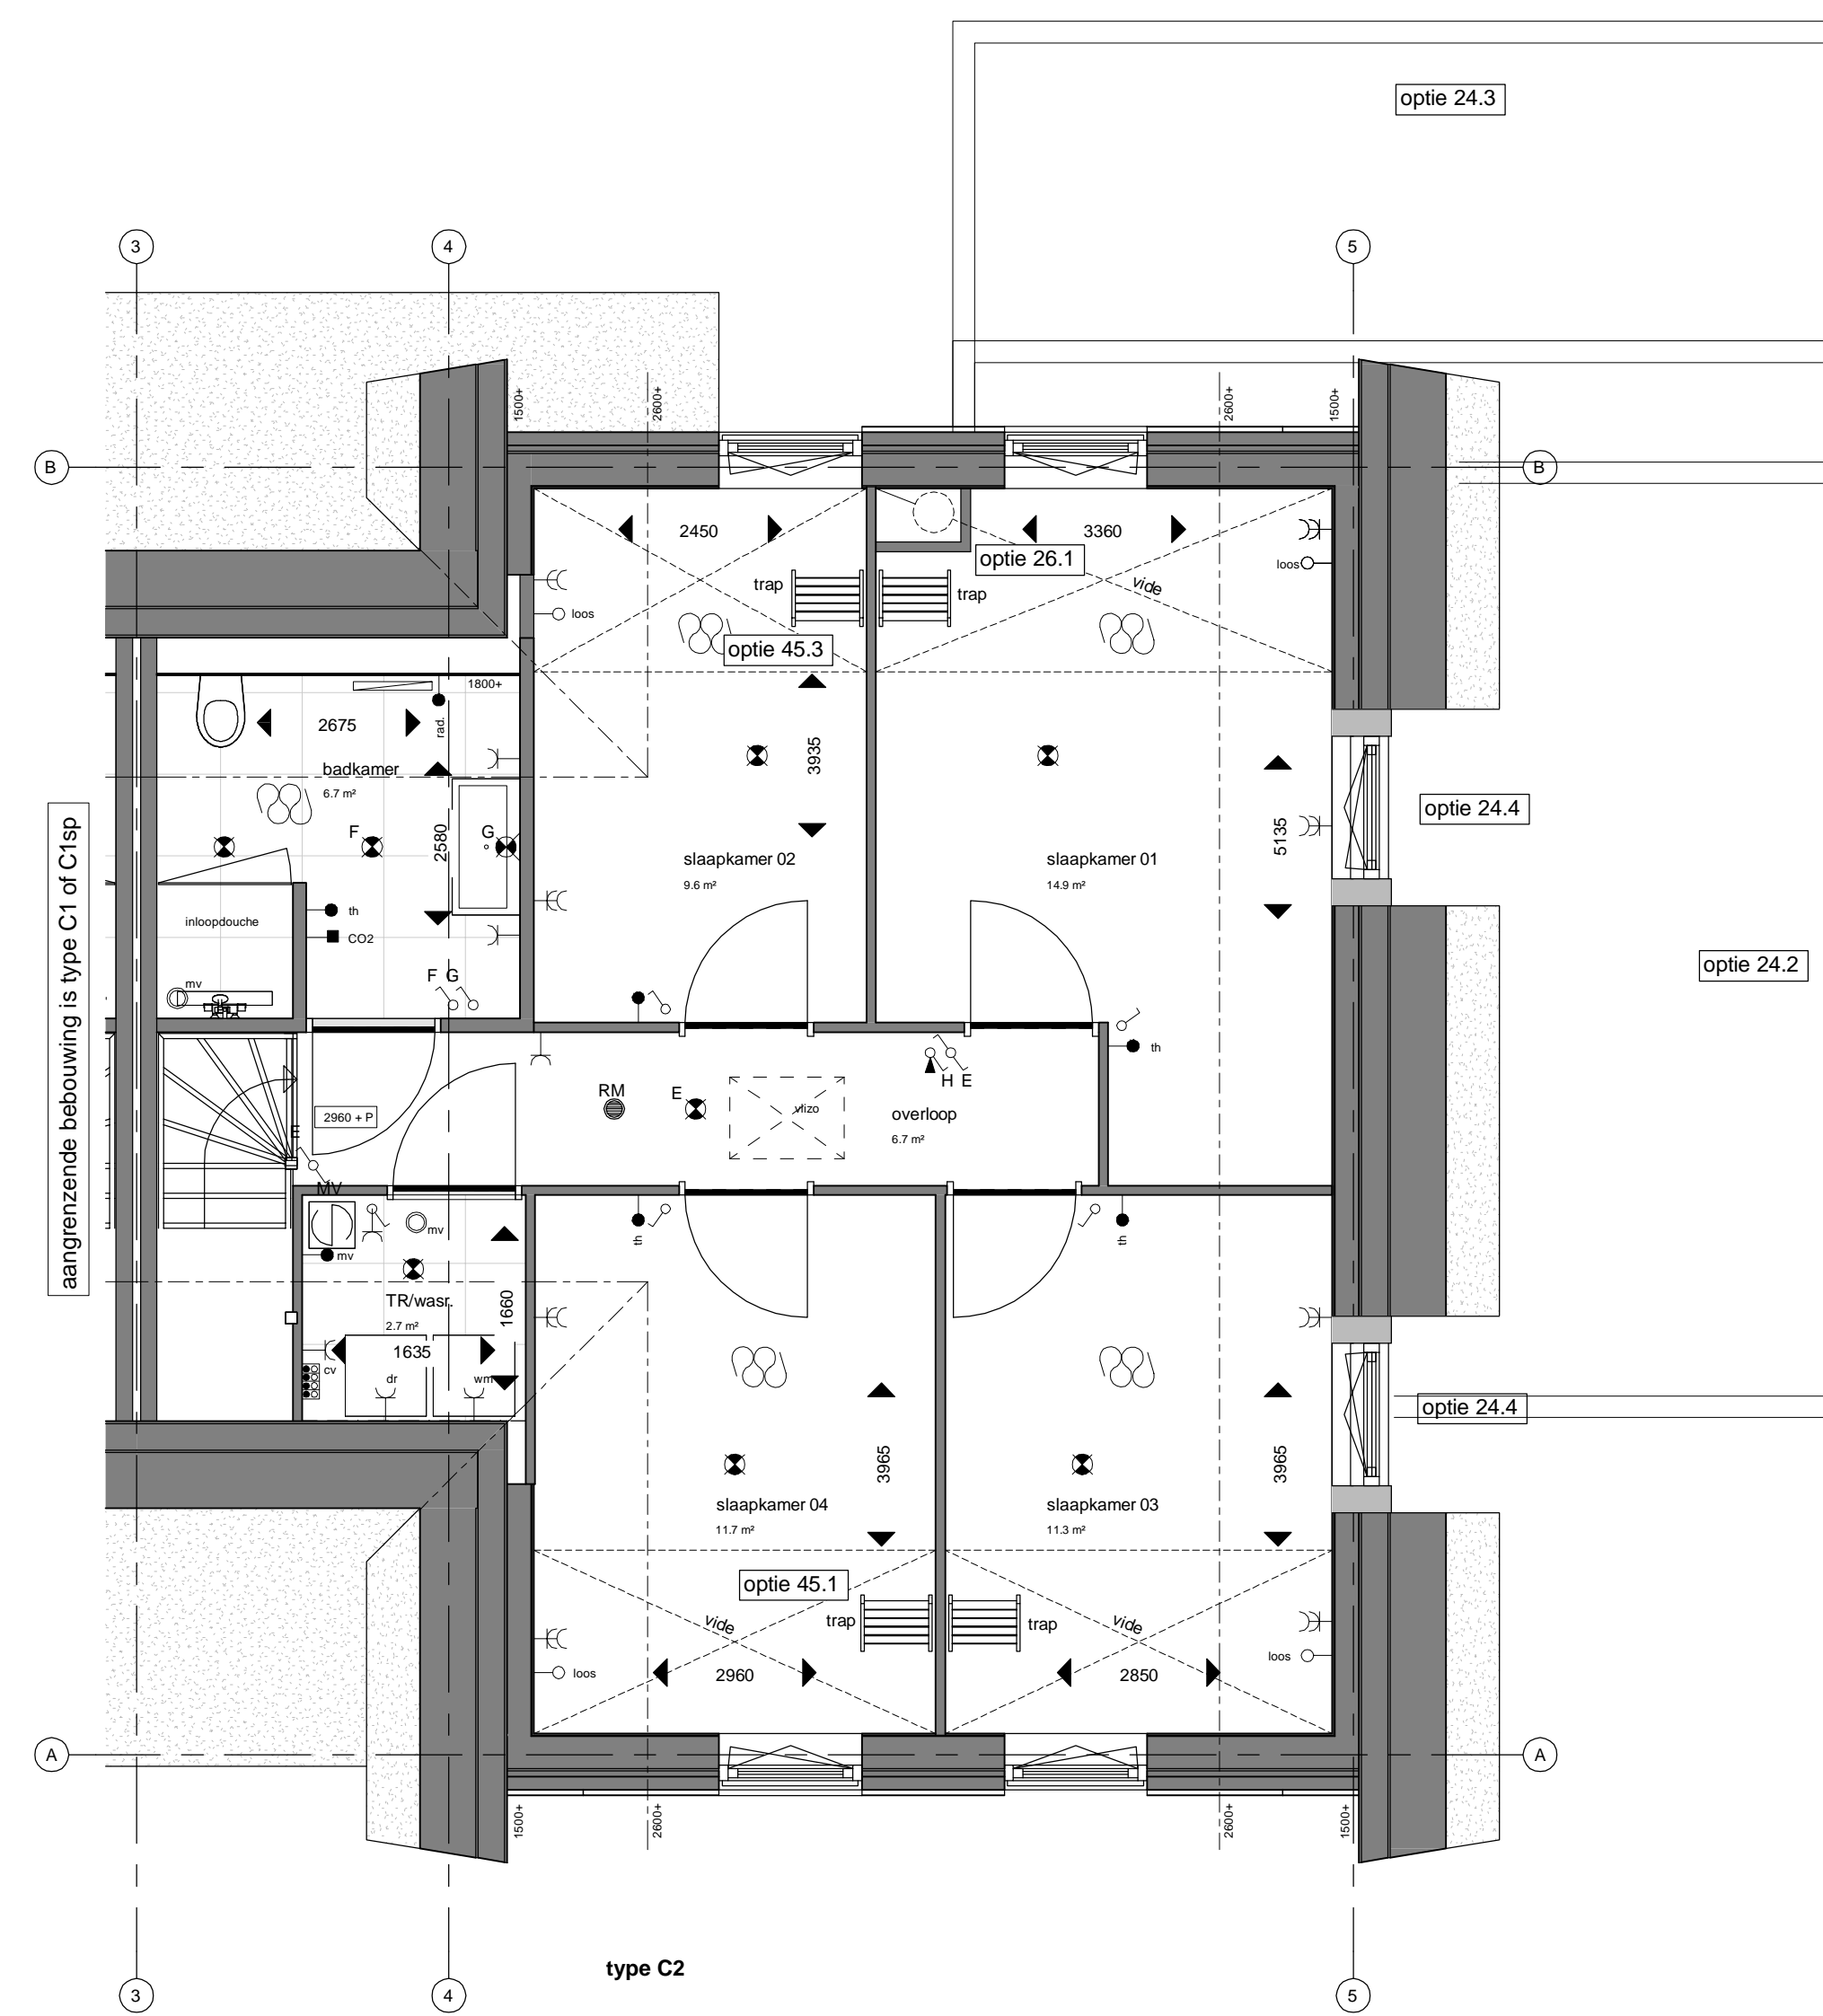 optie 24.3
3
4
5
1500+
2600+
2600+
1500+
B
B
2450
3360
optie 26.1
loos
trap
trap
vide
loos
optie 45.3
1800+
rad.
2675
3935
badkamer
6.7 m²
5135
optie 24.4
F
2580
G
slaapkamer 02
9.6 m²
slaapkamer 01
14.9 m²
th
inloopdouche
CO2
optie 24.2
mv
F G
aangrenzende bebouwing is type C1 of C1sp
th
H E
RM
E
vlizo
overloop
6.7 m²
2960 + P
E
MV
mv
th
th
mv
TR/wasr.
2.7 m²
1660
1635
cv
dr
wm
optie 24.4
3965
3965
slaapkamer 04
11.7 m²
slaapkamer 03
11.3 m²
optie 45.1
vide
trap
vide
trap
loos
loos
2960
2850
A
A
1500+
2600+
2600+
1500+
type C2
3
4
5